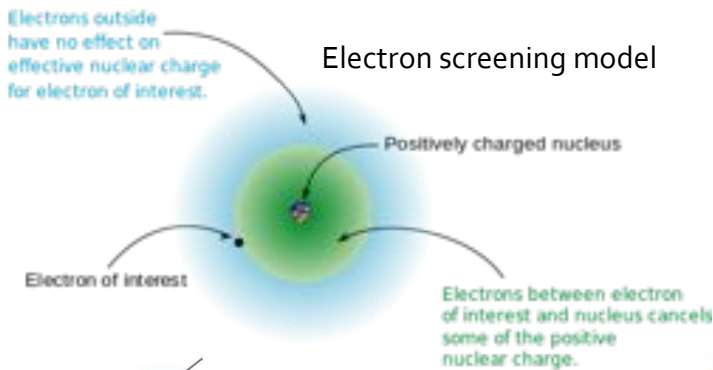 Electrons outside
have no effect on
effective nuclear charge
for electron of interest.
Electron screening model
Positively charged nucleus
Electron of interest
Electrons between electron
of interest and nucleus cancels
some of the positive
nuclear charge.